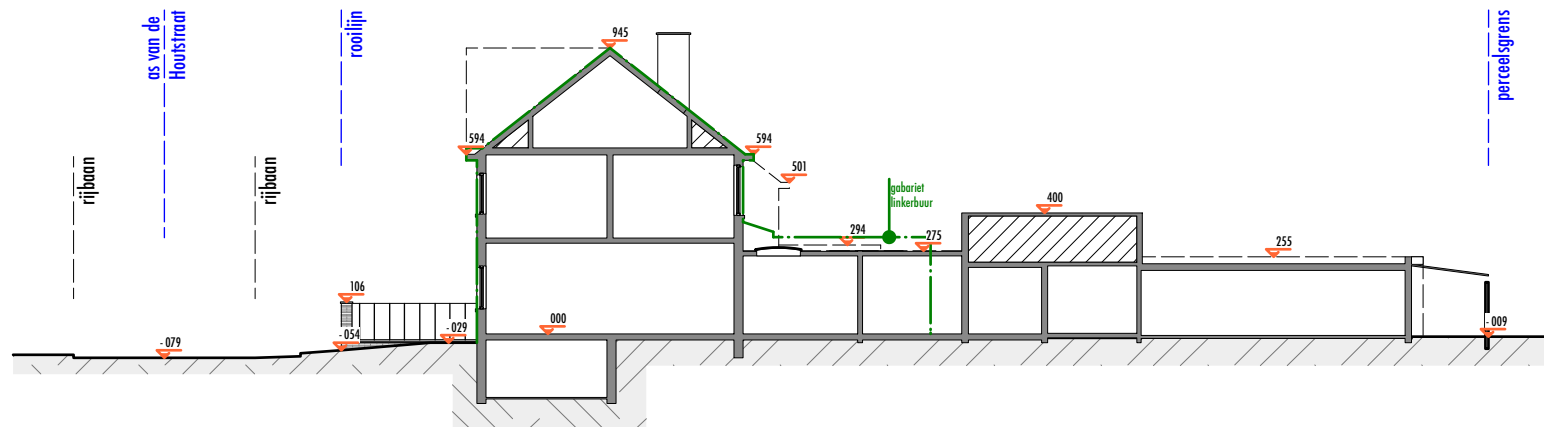 as van de
Houtstraat
rooilijn
perceelsgrens
rijbaan
rijbaan
945
594
594
501
gabariet
linkerbuur
400
294
275
255
106
000
- 029
- 054
- 079
- 009